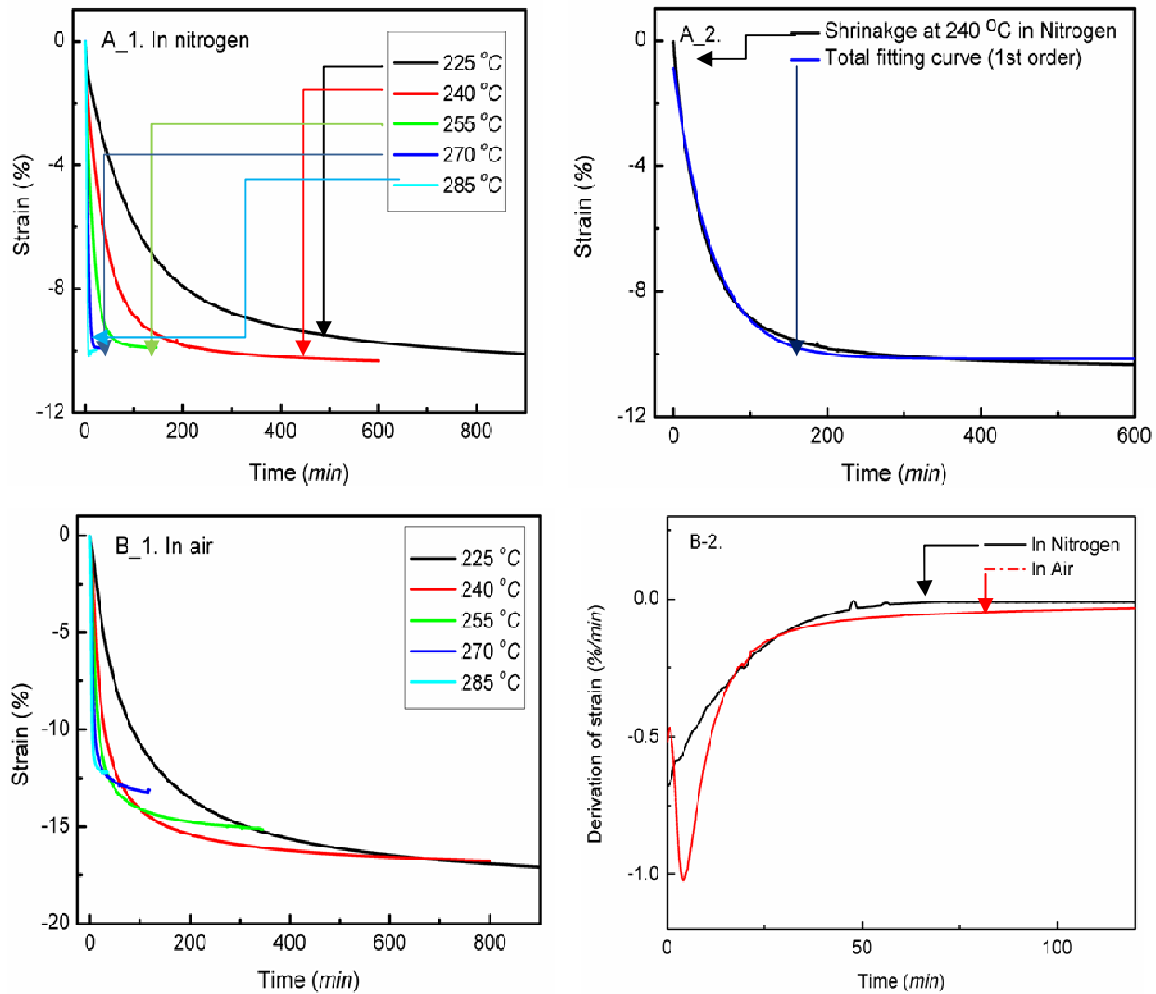 A_1. In nitrogen
225 °C
240 °C
255 °C
270 °C
285 °C
0
-4
-8
-12
Strain (%)
0 200 400 600 800
Time (min)
A_2.
Shrinakge at 240 °C in Nitrogen
Total fitting curve (1st order)
0
-4
-8
-12
Strain (%)
0 200 400 600
Time (min)
B_1. In air
225 °C
240 °C
255 °C
270 °C
285 °C
0
-5
-10
-15
-20
Strain (%)
0 200 400 600 800
Time (min)
B-2.
In Nitrogen
In Air
0.0
-0.5
-1.0
Derivation of strain (%/min)
0 50 100
Time (min)